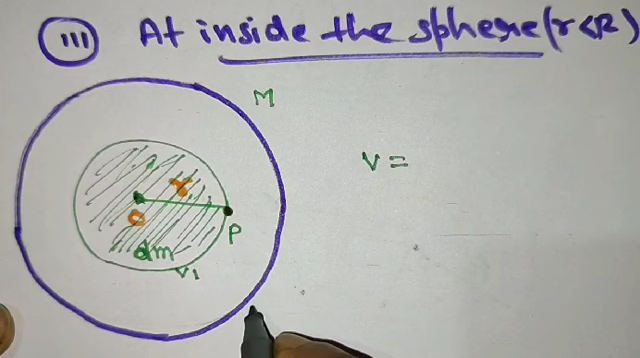 (iii) At inside the sphere (r<R)
M
V =
r
O
P
dm
V1